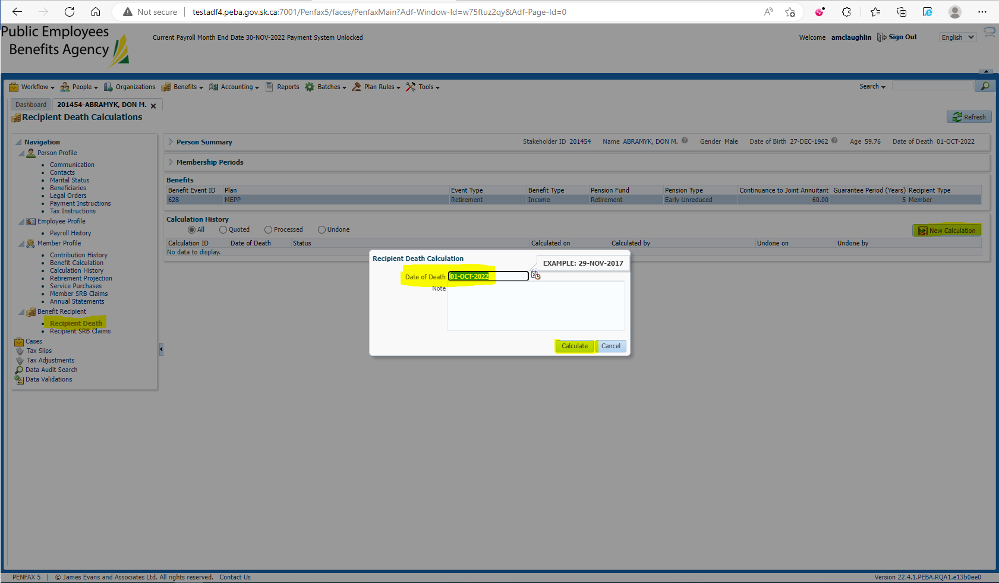 Not secure
testadf4.peba.gov.sk.ca:7001/Penfax5/faces/PenfaxMain?Adf-Window-Id=w75ftuz2qy&Adf-Page-Id=0
Public Employees
Benefits Agency
Current Payroll Month End Date 30-NOV-2022 Payment System Unlocked
Welcome amclaughlin Sign Out English
Workflow People Organizations Benefits Accounting Reports Batches Plan Rules Tools Search
Dashboard 201454-ABRAMYK, DON M.
Recipient Death Calculations
Refresh
Navigation
Person Profile
Communication
Contacts
Marital Status
Beneficiaries
Legal Orders
Payment Instructions
Tax Instructions
Employee Profile
Payroll History
Member Profile
Contribution History
Benefit Calculation
Calculation History
Retirement Projection
Service Purchases
Member SRB Claims
Annual Statements
Benefit Recipient
Recipient Death
Recipient SRB Claims
Cases
Tax Slips
Tax Adjustments
Data Audit Search
Data Validations
Person Summary Stakeholder ID 201454 Name ABRAMYK, DON M. Gender Male Date of Birth 27-DEC-1962 Age 59.76 Date of Death 01-OCT-2022
Membership Periods
Benefits
Benefit Event ID Plan Event Type Benefit Type Pension Fund Pension Type Continuance to Joint Annuitant Guarantee Period (Years) Recipient Type
628 MEPP Retirement Income Retirement Early Unreduced 60.00 5 Member
Calculation History
All Quoted Processed Undone
New Calculation
Calculation ID Date of Death Status Calculated on Calculated by Undone on Undone by
No data to display.
Recipient Death Calculation
EXAMPLE: 29-NOV-2017
Date of Death 01-OCT-2022
Note
Calculate Cancel
PENFAX 5 | © James Evans and Associates Ltd. All rights reserved. Contact Us
Version 22.4.1.PEBA.RQA1.e13b0ee0